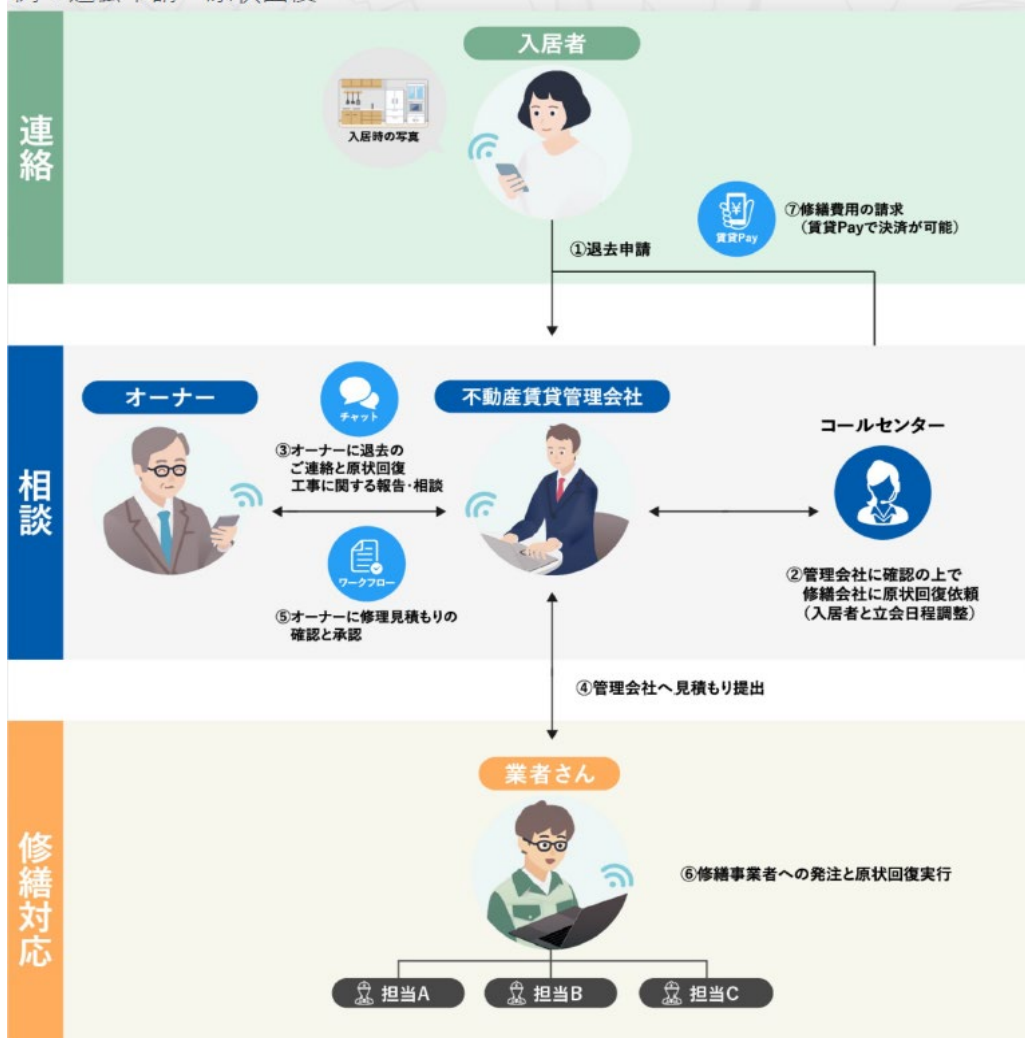 連絡
入居者
入居時の写真
①退去申請
賃貸Pay
⑦修繕費用の請求
(賃貸Payで決済が可能)
相談
オーナー
チャット
③オーナーに退去の
ご連絡と原状回復
工事に関する報告・相談
ワークフロー
⑤オーナーに修理見積もりの
確認と承認
不動産賃貸管理会社
コールセンター
②管理会社に確認の上で
修繕会社に原状回復依頼
(入居者と立会日程調整)
④管理会社へ見積もり提出
修繕対応
業者さん
⑥修繕事業者への発注と原状回復実行
担当A
担当B
担当C